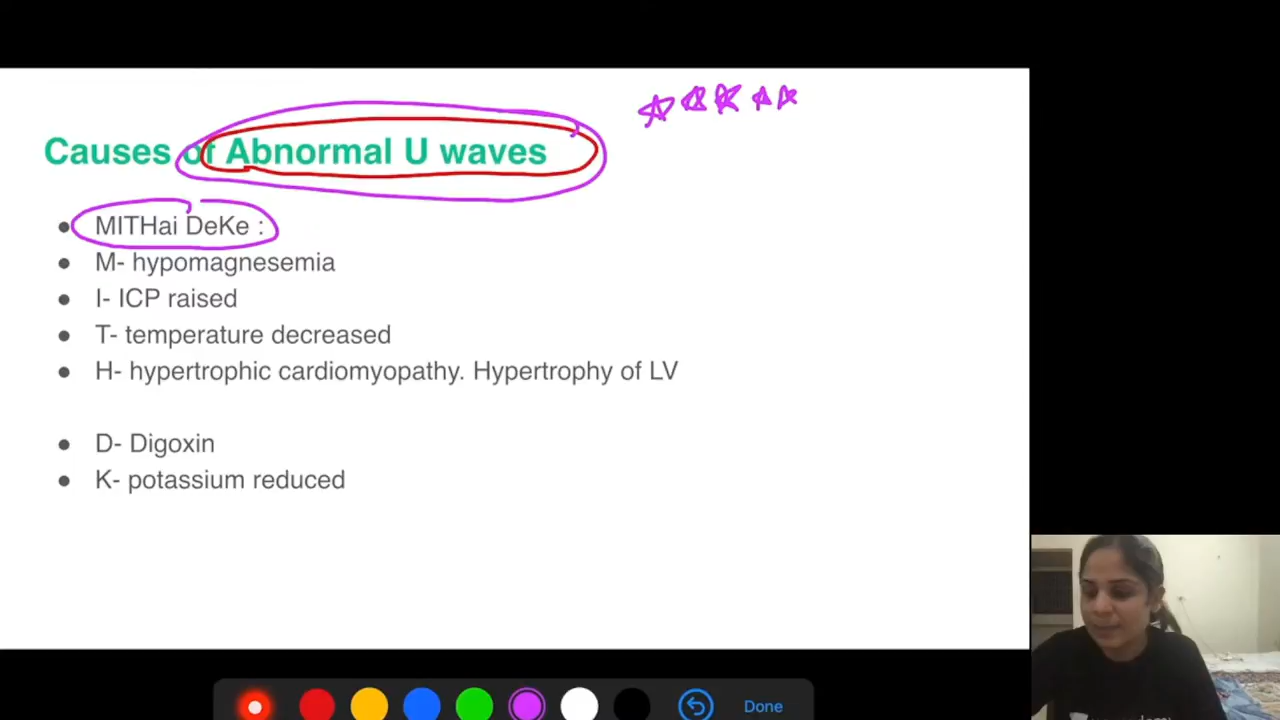 Causes of Abnormal U waves
● MITHai DeKe :
● M- hypomagnesemia
● I- ICP raised
● T- temperature decreased
● H- hypertrophic cardiomyopathy. Hypertrophy of LV
● D- Digoxin
● K- potassium reduced
Done